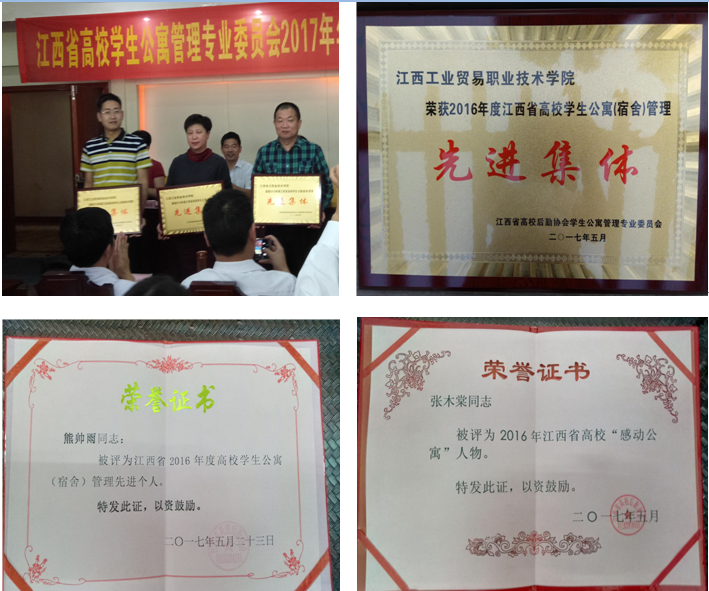 江西省高校学生公寓管理专业委员会2017年
先进集体
先进集体
江西工业贸易职业技术学院
荣获2016年度江西省高校学生公寓(宿舍)管理
先进集体
江西省高校后勤协会学生公寓管理专业委员会
二〇一七年五月
荣誉证书
熊帅雨同志：
被评为江西省2016年度高校学生公寓
（宿舍）管理先进个人。
特发此证，以资鼓励。
二〇一七年五月二十三日
荣誉证书
张木棠同志
被评为2016年江西省高校“感动公
寓”人物。
特发此证，以资鼓励。
二〇一七年五月